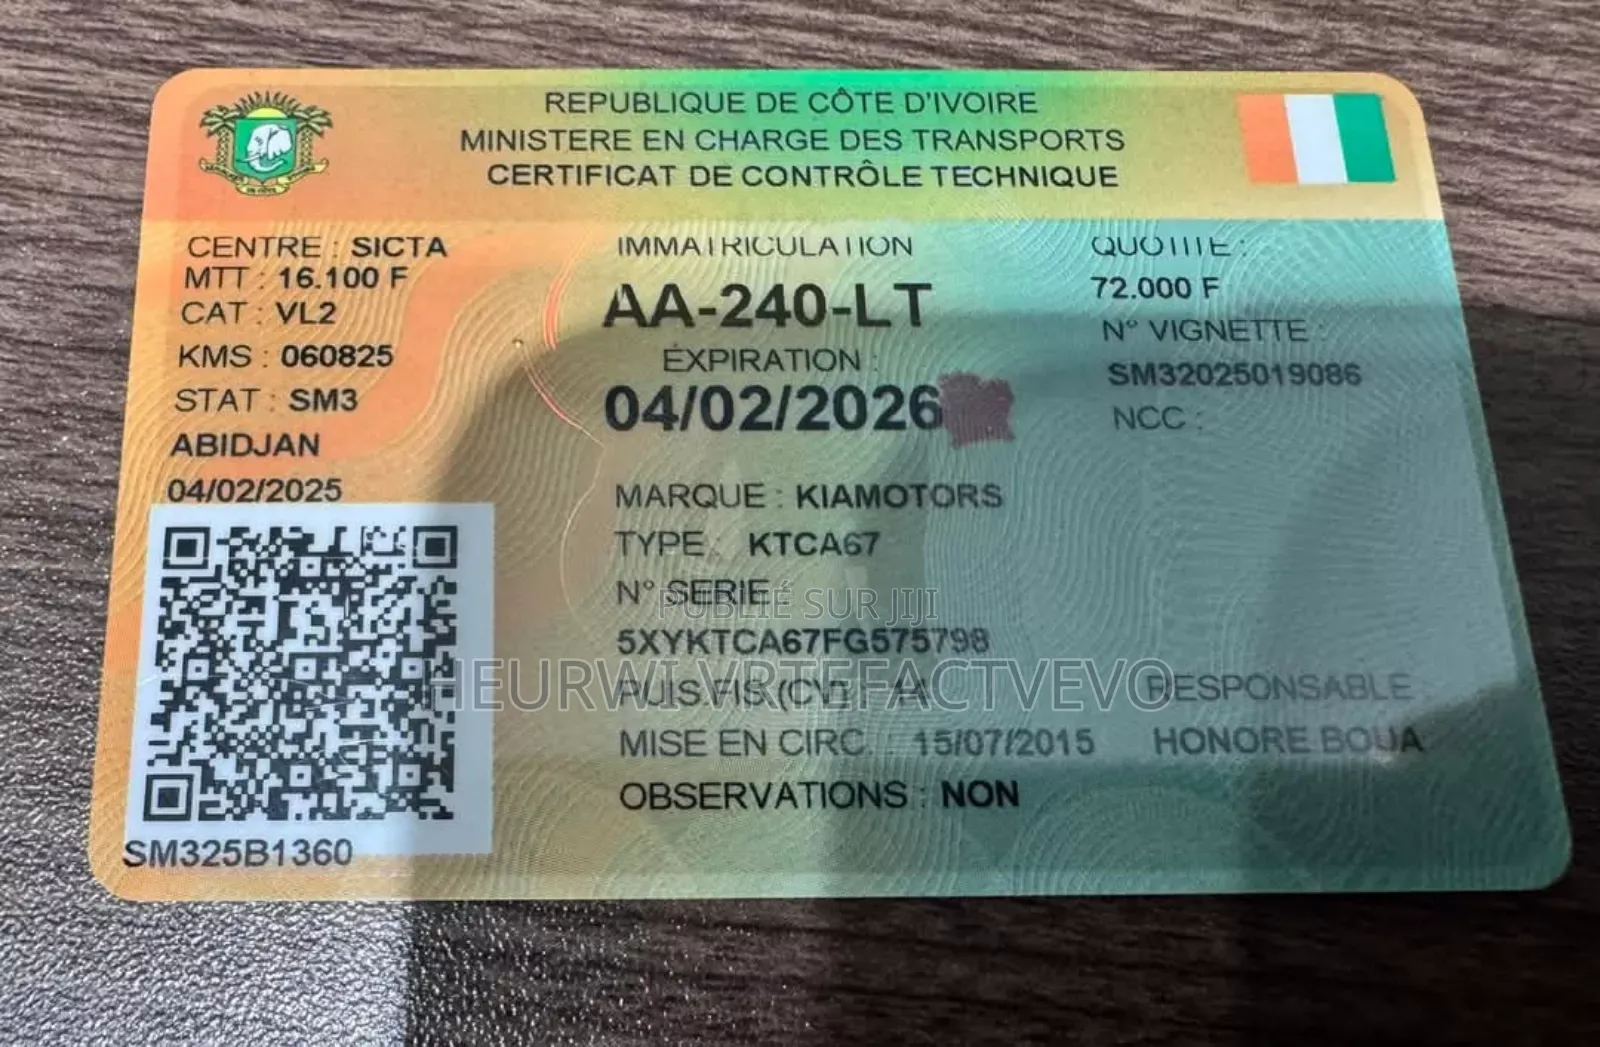 REPUBLIQUE DE CÔTE D'IVOIRE
MINISTERE EN CHARGE DES TRANSPORTS
CERTIFICAT DE CONTRÔLE TECHNIQUE
CENTRE : SICTA
MTT : 16.100 F
CAT : VL2
KMS : 060825
STAT : SM3
ABIDJAN
04/02/2025
SM325B1360
IMMATRICULATION
AA-240-LT
EXPIRATION :
04/02/2026
MARQUE : KIAMOTORS
TYPE : KTCA67
N° SERIE :
PUBLIÉ SUR JIJI
5XYKTCA67FG575798
PUIS.FIS.(CV) :
MISE EN CIRC. : 15/07/2015
OBSERVATIONS : NON
QUOTITE :
72.000 F
N° VIGNETTE :
SM32025019086
NCC :
RESPONSABLE :
HONORE BOUA